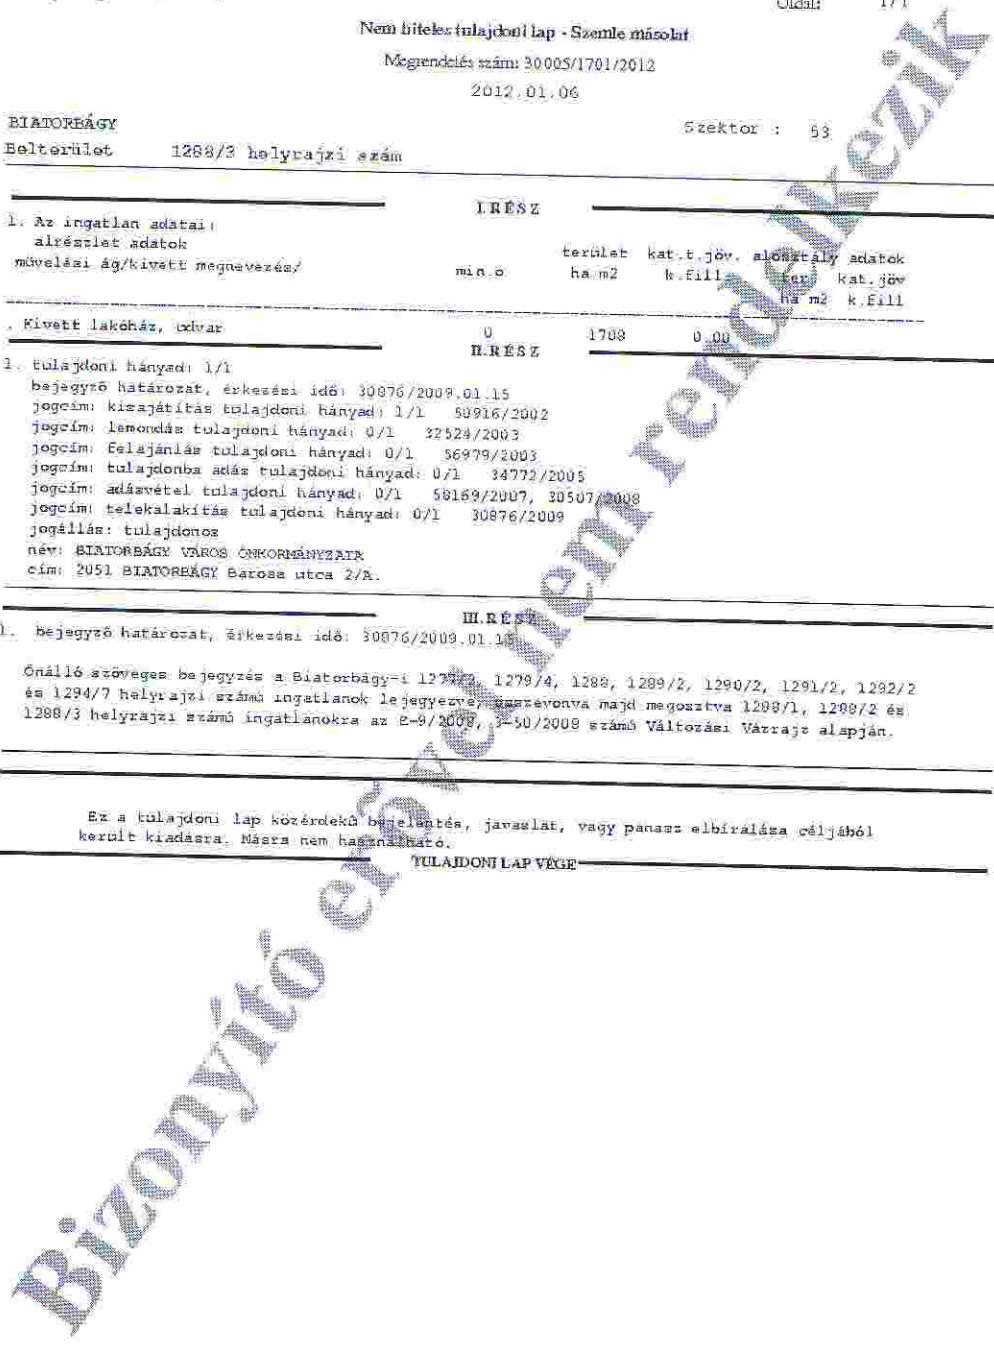 Oldal: 1/1
Nem hiteles tulajdoni lap - Szemle másolat
Megrendelés szám: 30005/1701/2012
2012.01.06
BIATORBÁGY
Szektor : 53
Belterület 1288/3 helyrajzi szám
I.RÉSZ
1. Az ingatlan adatai:
alrészlet adatok
terület kat.t.jöv. alosztály adatok
művelési ág/kivett megnevezés/ min.o ha m2 k.fill. ter. kat.jöv
ha m2 k.fill
. Kivett lakóház, udvar 0 1708 0.00
II.RÉSZ
1. tulajdoni hányad: 1/1
bejegyző határozat, érkezési idő: 30876/2009.01.15
jogcím: kisajátítás tulajdoni hányad: 1/1 50916/2002
jogcím: lemondás tulajdoni hányad: 0/1 32524/2003
jogcím: felajánlás tulajdoni hányad: 0/1 56979/2003
jogcím: tulajdonba adás tulajdoni hányad: 0/1 34772/2005
jogcím: adásvétel tulajdoni hányad: 0/1 58169/2007, 30507/2008
jogcím: telekalakítás tulajdoni hányad: 0/1 30876/2009
jogállás: tulajdonos
név: BIATORBÁGY VÁROS ÖNKORMÁNYZATA
cím: 2051 BIATORBÁGY Baross utca 2/A.
III.RÉSZ
1. bejegyző határozat, érkezési idő: 30876/2009.01.15
Önálló szöveges bejegyzés a Biatorbágy-i 1279/4, 1288, 1289/2, 1290/2, 1291/2, 1292/2
és 1294/7 helyrajzi számú ingatlanok lejegyezve, összevonva majd megosztva 1288/1, 1288/2 és
1288/3 helyrajzi számú ingatlanokra az E-9/2008, 3-50/2008 számú Változási Vázrajz alapján.
Ez a tulajdoni lap közérdekű bejelentés, javaslat, vagy panasz elbírálása céljából
került kiadásra. Másra nem használható.
TULAJDONI LAP VÉGE
Bizonyító erővel nem rendelkezik